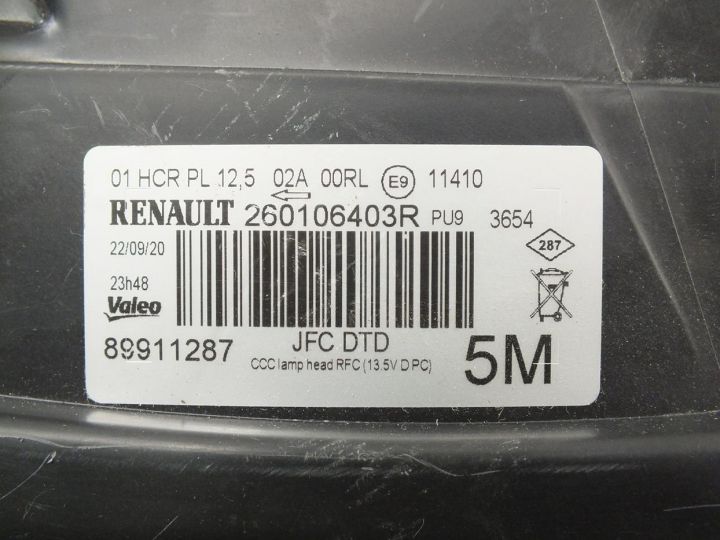 01 HCR PL 12,5 02A 00RL E9 11410
RENAULT 260106403R PU9 3654
22/09/20
287
23h48
Valeo
JFC DTD
89911287
CCC lamp head RFC (13.5V D PC)
5M